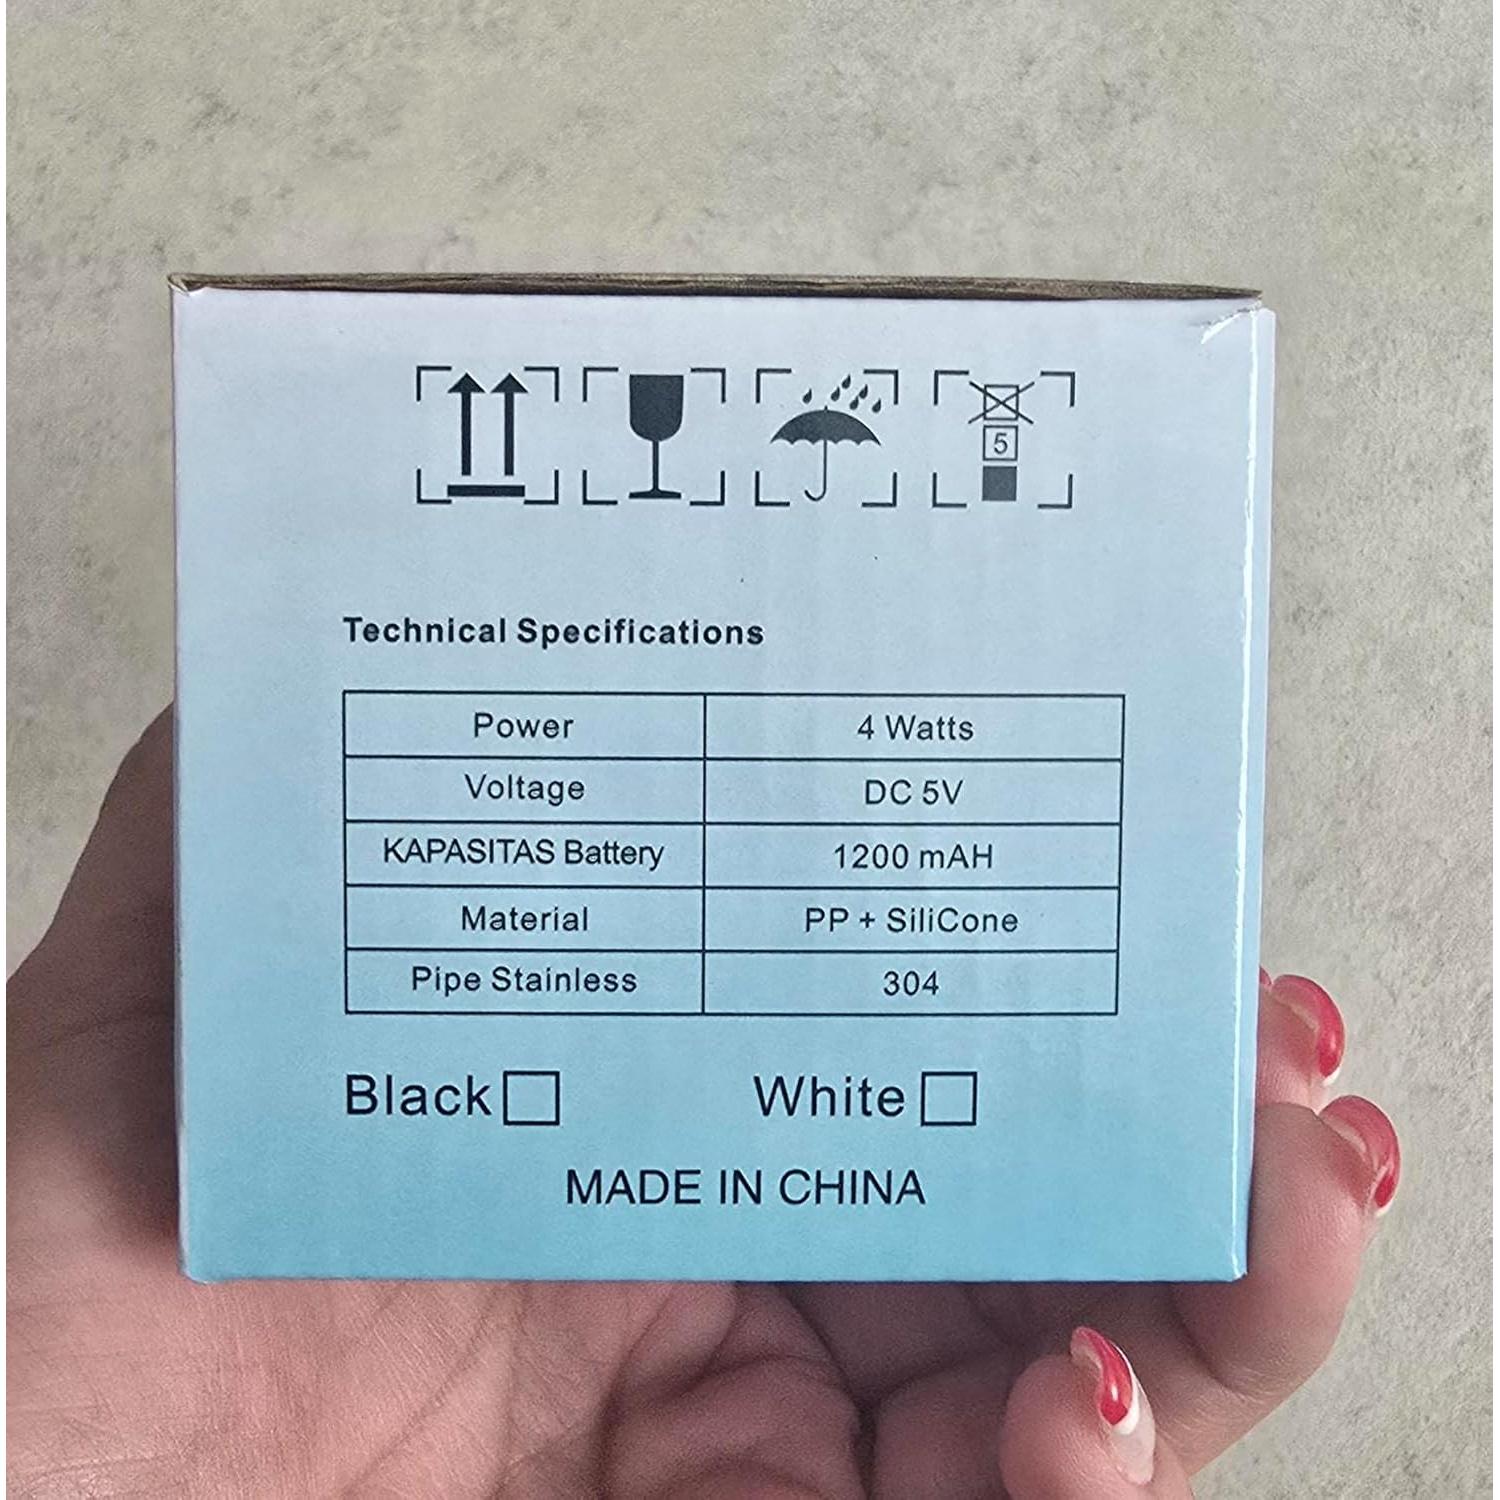 5
Technical Specifications
Power 4 Watts
Voltage DC 5V
KAPASITAS Battery 1200 mAH
Material PP + SiliCone
Pipe Stainless 304
Black White
MADE IN CHINA